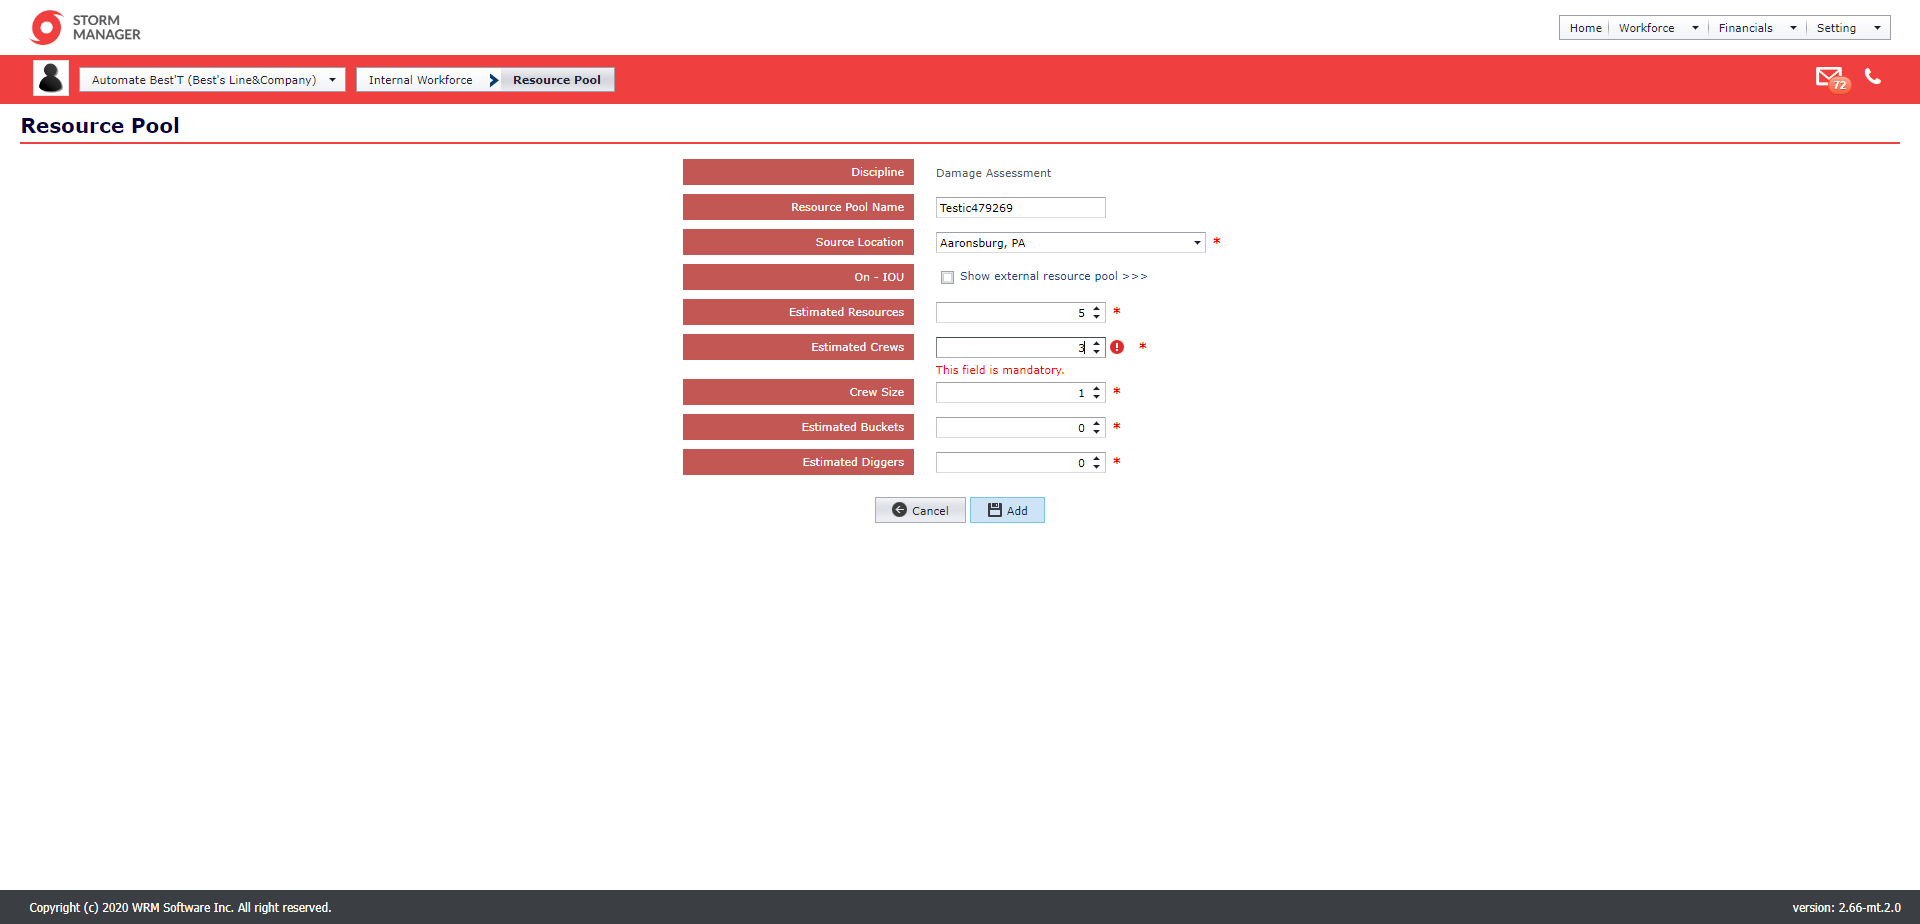 STORM
MANAGER
Home Workforce Financials Setting
Automate Best'T (Best's Line&Company) Internal Workforce Resource Pool 72
Resource Pool
Discipline Damage Assessment
Resource Pool Name Testic479269
Source Location Aaronsburg, PA *
On - IOU Show external resource pool >>>
Estimated Resources 5 *
Estimated Crews 3 ! *
This field is mandatory.
Crew Size 1 *
Estimated Buckets 0 *
Estimated Diggers 0 *
Cancel Add
Copyright (c) 2020 WRM Software Inc. All right reserved. version: 2.66-mt.2.0